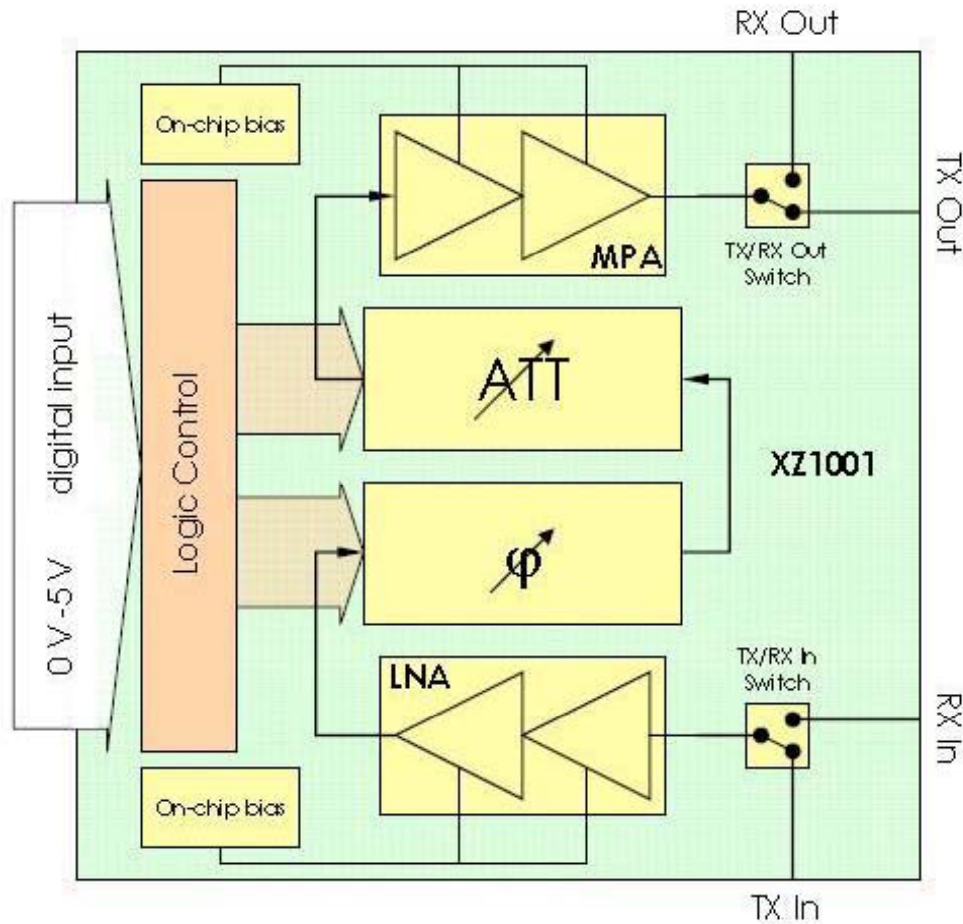 RX Out
On-chip bias
TX Out
MPA
TX/RX Out
Switch
0 V -5 V digital input
Logic Control
ATT
XZ1001
φ
TX/RX In
Switch
LNA
RX In
On-chip bias
TX In